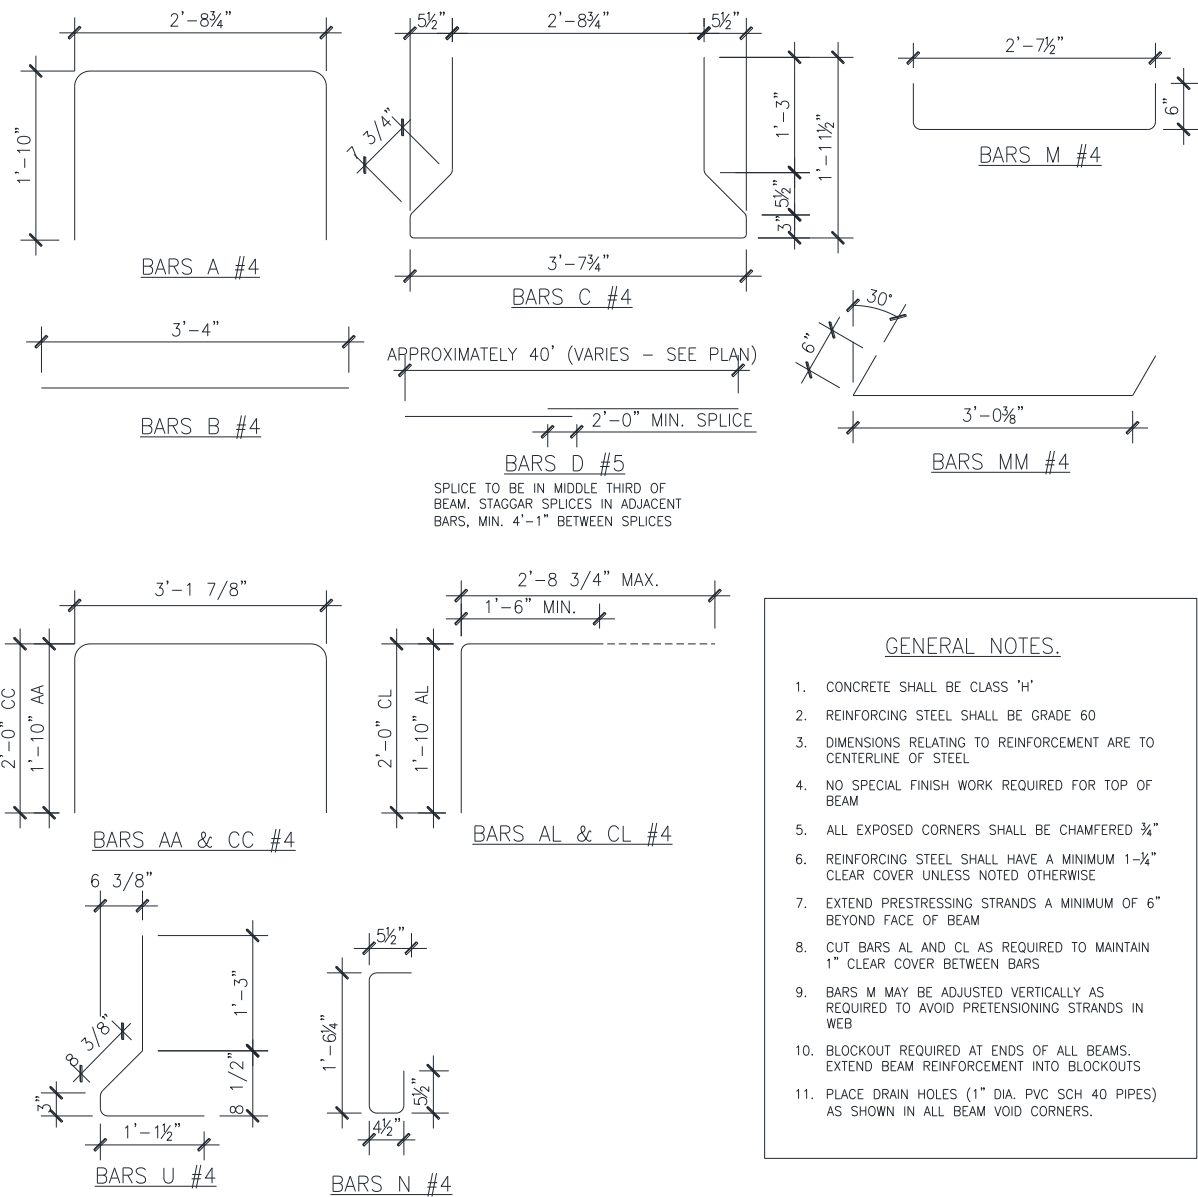 2'-8¾"
1'-10"
BARS A #4
5½"
2'-8¾"
5½"
7 3/4"
1'-3"
1'-11½"
5½"
3"
3'-7¾"
BARS C #4
2'-7½"
6"
BARS M #4
3'-4"
BARS B #4
APPROXIMATELY 40' (VARIES - SEE PLAN)
2'-0" MIN. SPLICE
BARS D #5
SPLICE TO BE IN MIDDLE THIRD OF
BEAM. STAGGAR SPLICES IN ADJACENT
BARS, MIN. 4'-1" BETWEEN SPLICES
30°
6"
3'-0⅜"
BARS MM #4
3'-1 7/8"
2'-0" CC
1'-10" AA
BARS AA & CC #4
2'-8 3/4" MAX.
1'-6" MIN.
2'-0" CL
1'-10" AL
BARS AL & CL #4
6 3/8"
1'-3"
8 3/8"
3"
8 1/2"
1'-1½"
BARS U #4
5½"
1'-6¼"
5½"
4½"
BARS N #4
GENERAL NOTES.
1. CONCRETE SHALL BE CLASS 'H'
2. REINFORCING STEEL SHALL BE GRADE 60
3. DIMENSIONS RELATING TO REINFORCEMENT ARE TO
CENTERLINE OF STEEL
4. NO SPECIAL FINISH WORK REQUIRED FOR TOP OF
BEAM
5. ALL EXPOSED CORNERS SHALL BE CHAMFERED ¾"
6. REINFORCING STEEL SHALL HAVE A MINIMUM 1-¼"
CLEAR COVER UNLESS NOTED OTHERWISE
7. EXTEND PRESTRESSING STRANDS A MINIMUM OF 6"
BEYOND FACE OF BEAM
8. CUT BARS AL AND CL AS REQUIRED TO MAINTAIN
1" CLEAR COVER BETWEEN BARS
9. BARS M MAY BE ADJUSTED VERTICALLY AS
REQUIRED TO AVOID PRETENSIONING STRANDS IN
WEB
10. BLOCKOUT REQUIRED AT ENDS OF ALL BEAMS.
EXTEND BEAM REINFORCEMENT INTO BLOCKOUTS
11. PLACE DRAIN HOLES (1" DIA. PVC SCH 40 PIPES)
AS SHOWN IN ALL BEAM VOID CORNERS.